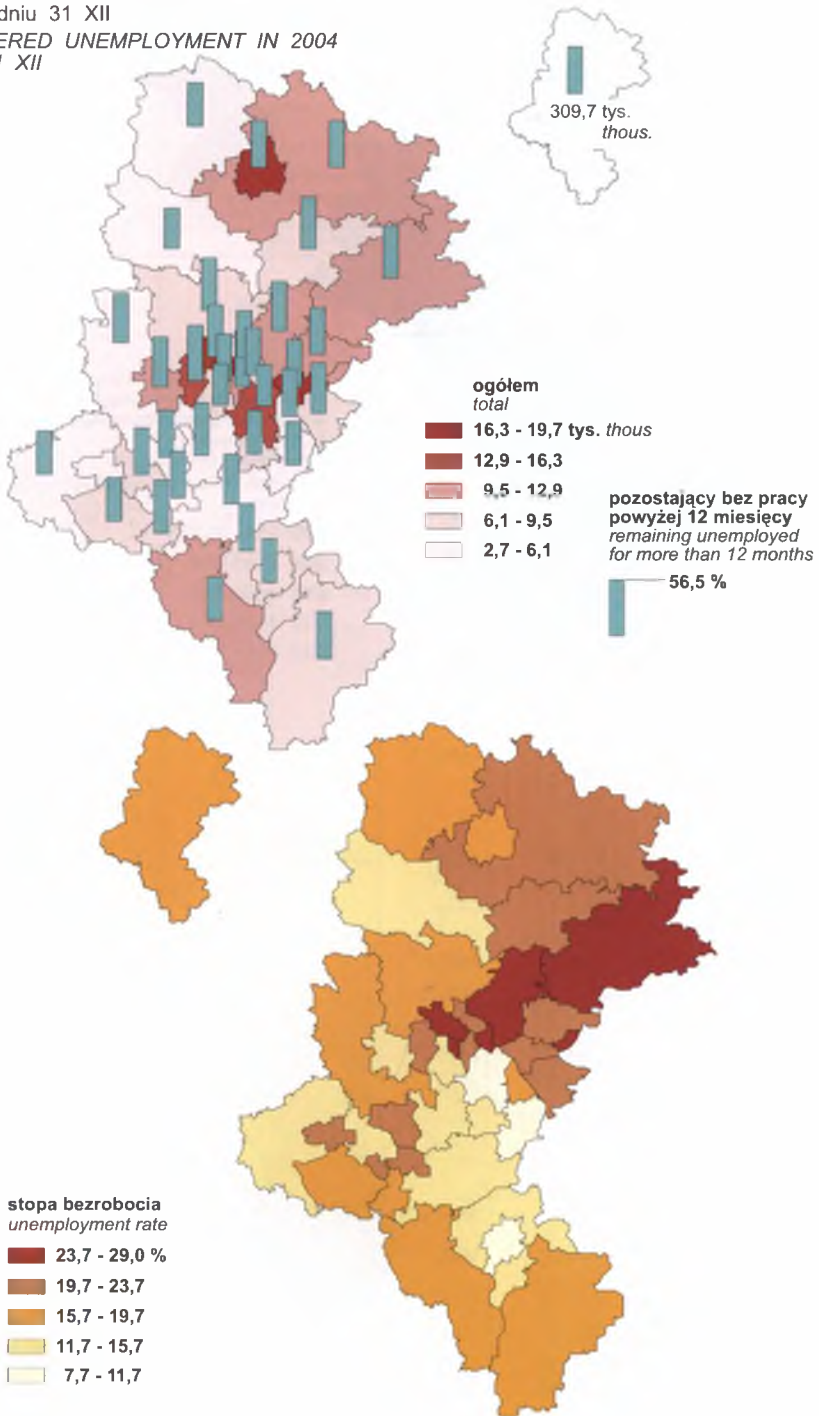 dniu 31 XII
ERED UNEMPLOYMENT IN 2004
XII
309,7 tys.
thous.
ogółem
total
16,3 - 19,7 tys. thous
12,9 - 16,3
9,5 - 12,9
6,1 - 9,5
2,7 - 6,1
pozostający bez pracy
powyżej 12 miesięcy
remaining unemployed
for more than 12 months
56,5 %
stopa bezrobocia
unemployment rate
23,7 - 29,0 %
19,7 - 23,7
15,7 - 19,7
11,7 - 15,7
7,7 - 11,7